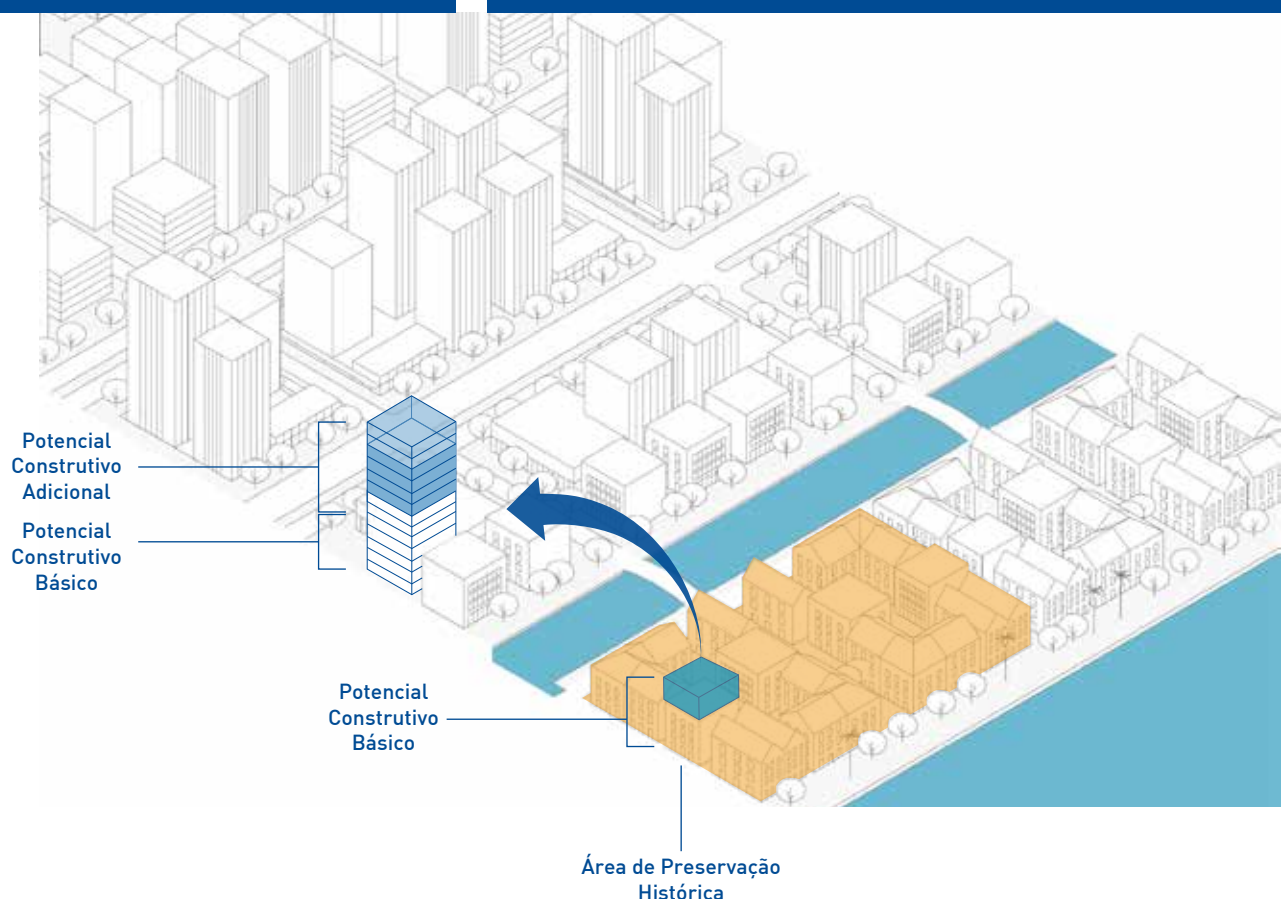 Potencial
Construtivo
Adicional
Potencial
Construtivo
Básico
Potencial
Construtivo
Básico
Área de Preservação
Histórica